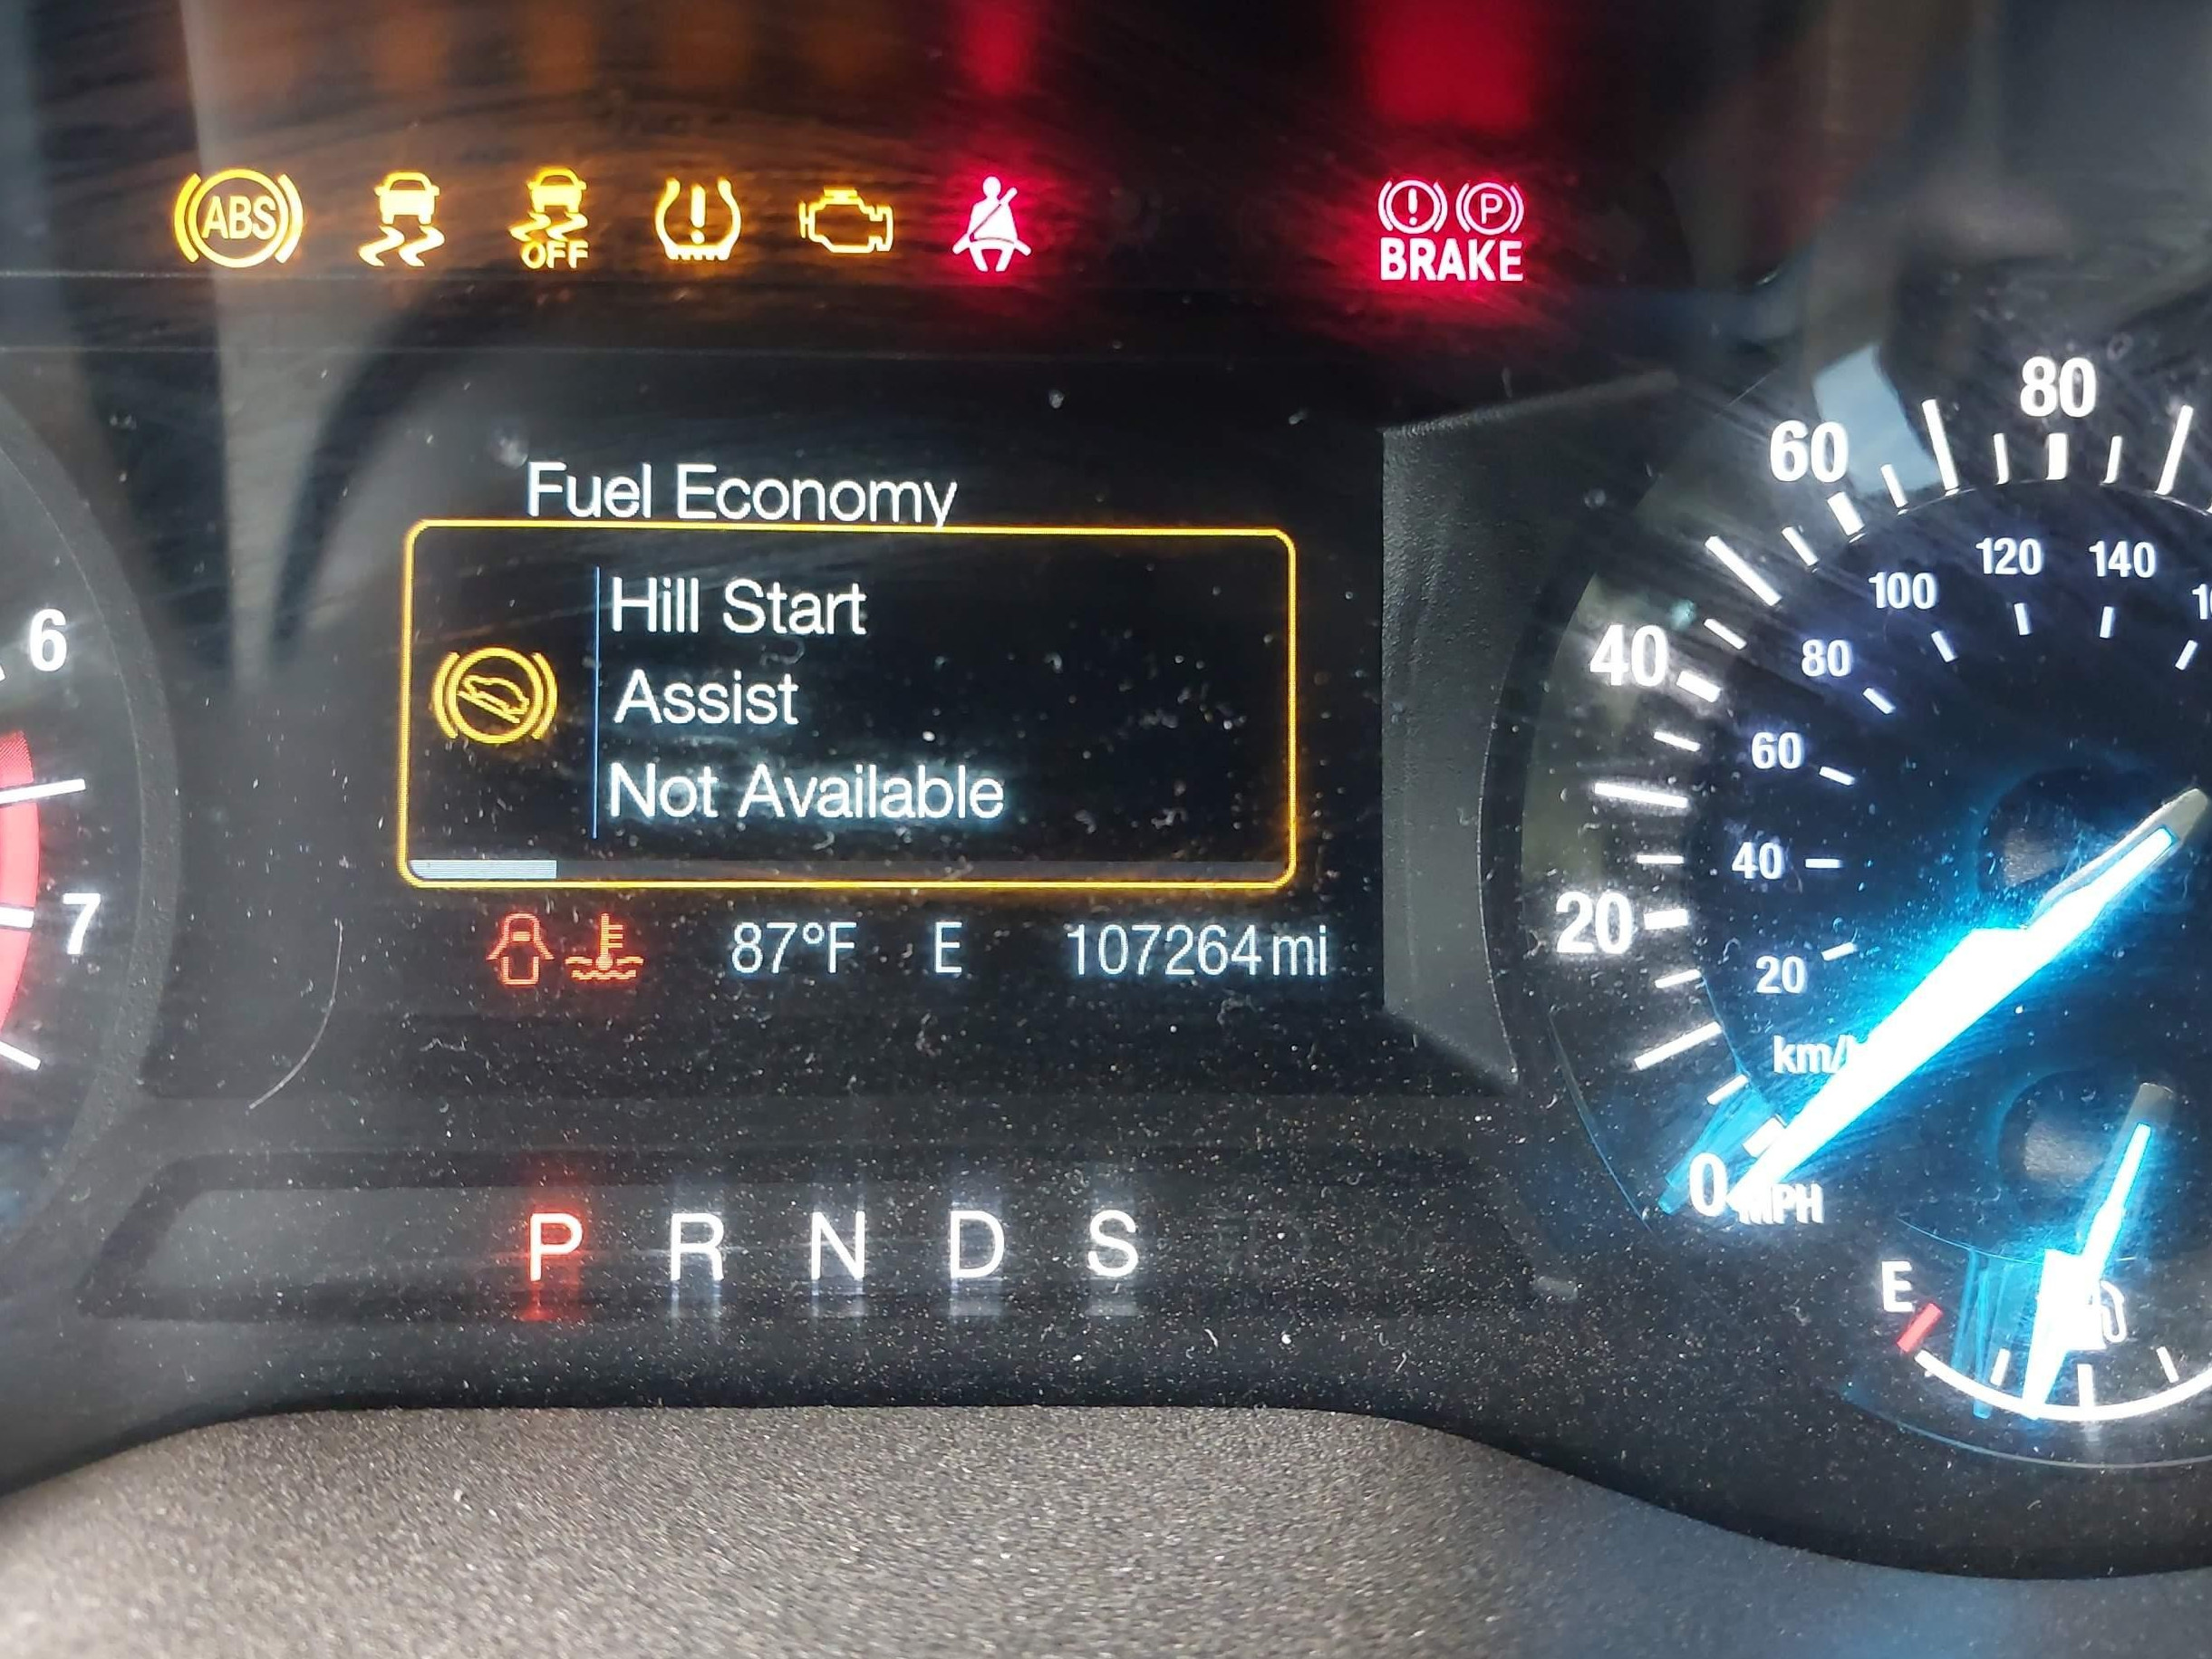 ABS
OFF
P
BRAKE
Fuel Economy
Hill Start
Assist
Not Available
87°F E 107264 mi
P R N D S
6
7
0
20
40
60
80
MPH
20
40
60
80
100
120
140
km/
E